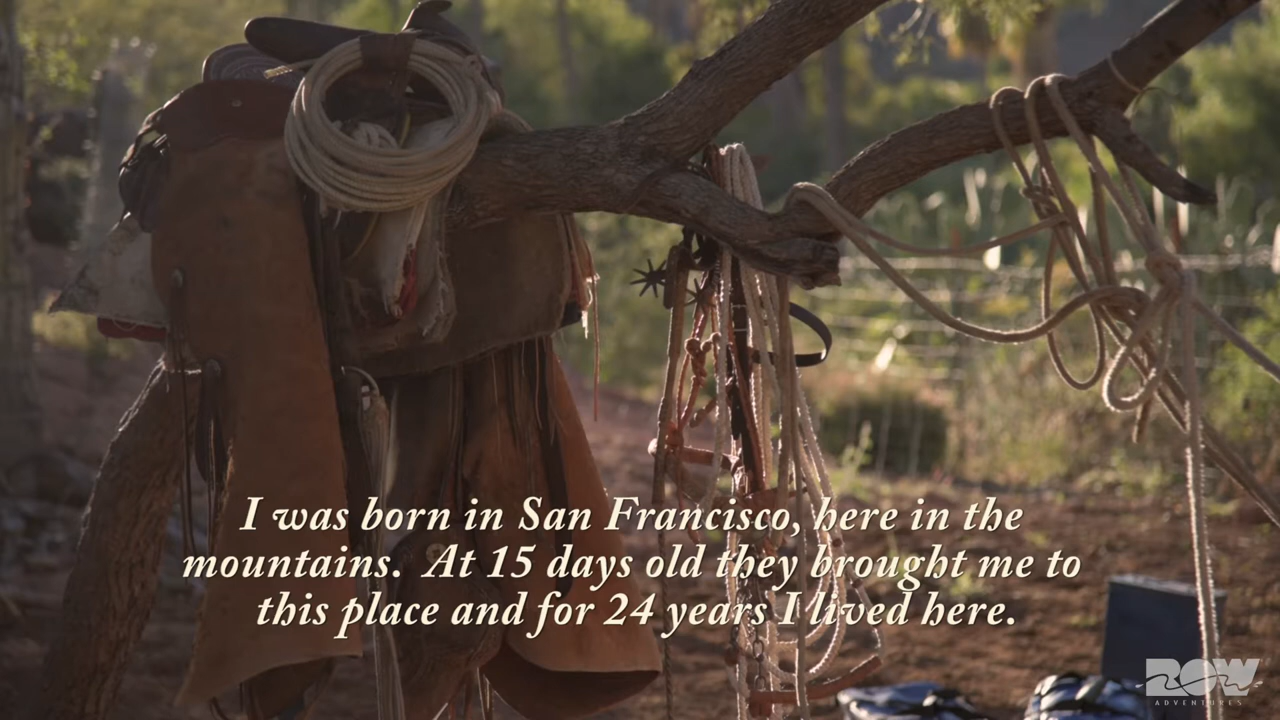 I was born in San Francisco, here in the
mountains.  At 15 days old they brought me to
this place and for 24 years I lived here.
ROW
ADVENTURES